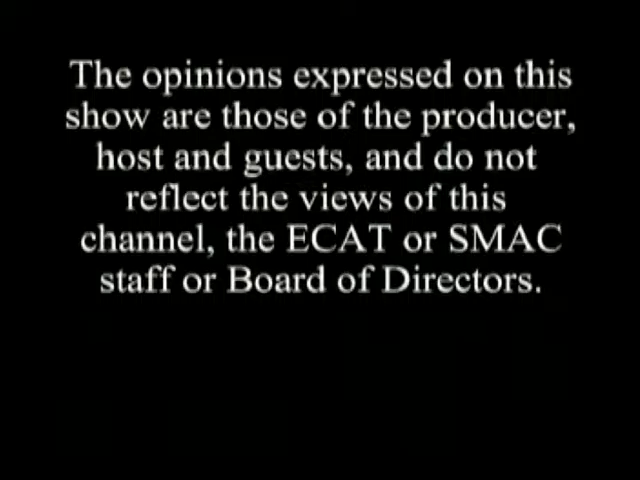 The opinions expressed on this
show are those of the producer,
host and guests, and do not
reflect the views of this
channel, the ECAT or SMAC
staff or Board of Directors.